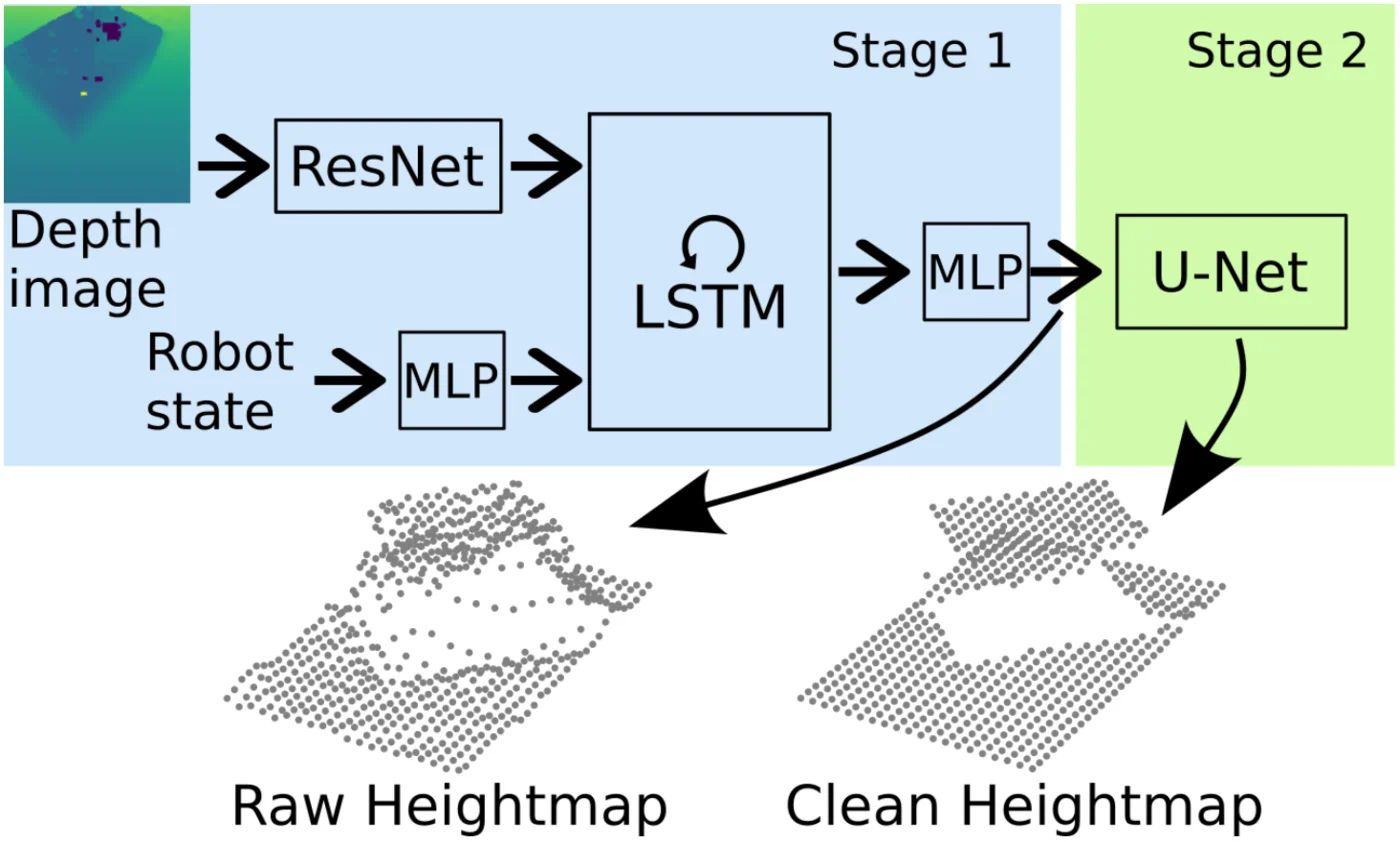 Stage 1
Stage 2
ResNet
Depth
image
LSTM
MLP
U-Net
Robot
state
MLP
Raw Heightmap
Clean Heightmap